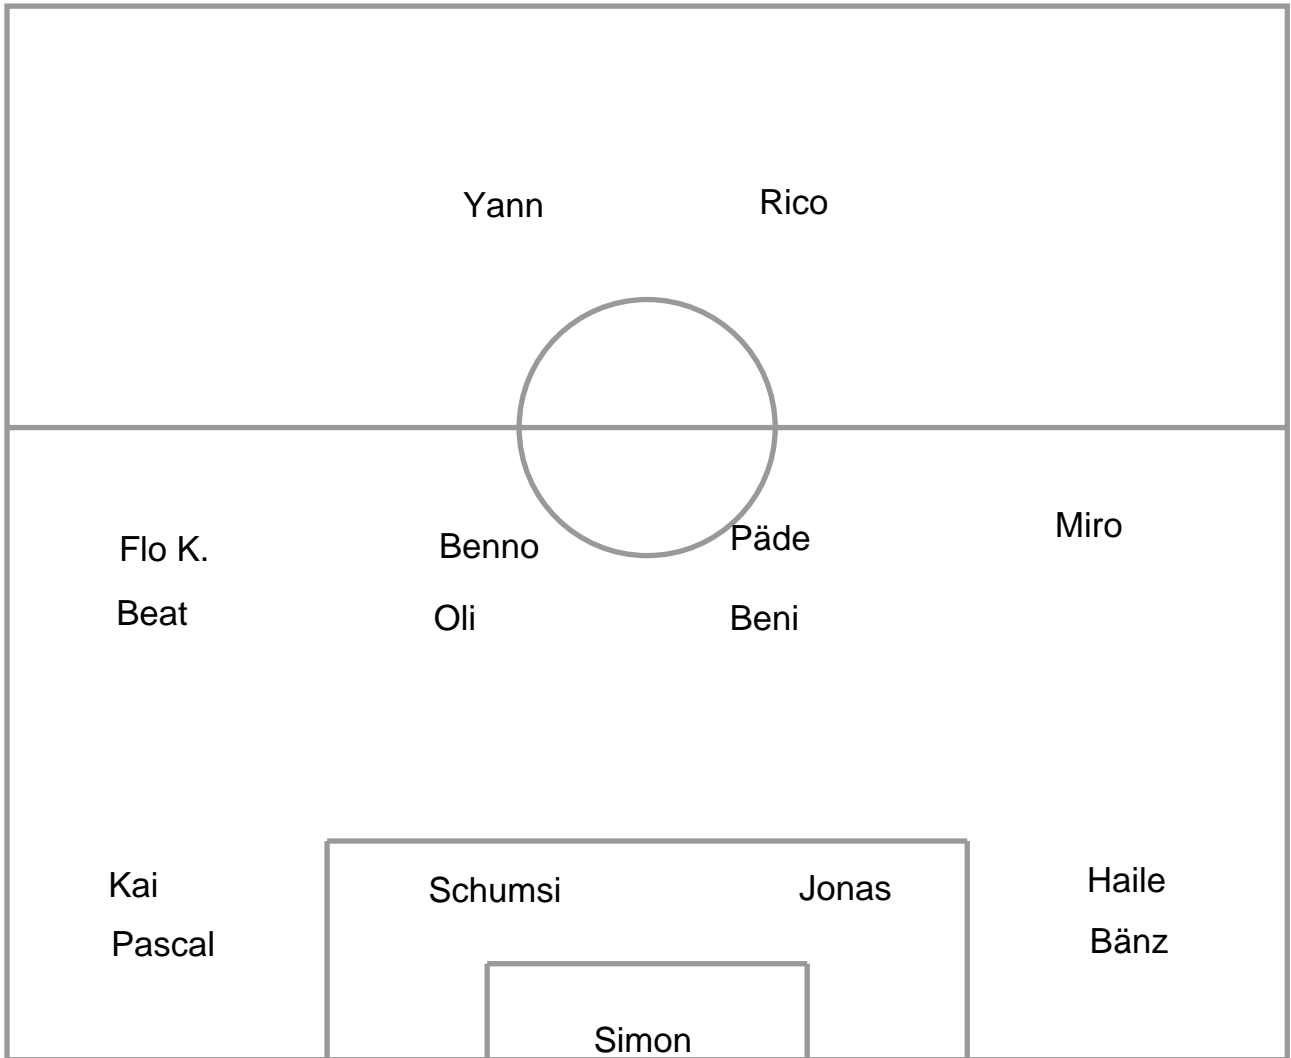 Yann Rico
Flo K. Benno Päde Miro
Beat Oli Beni
Kai Schumsi Jonas Haile
Pascal Bänz
Simon